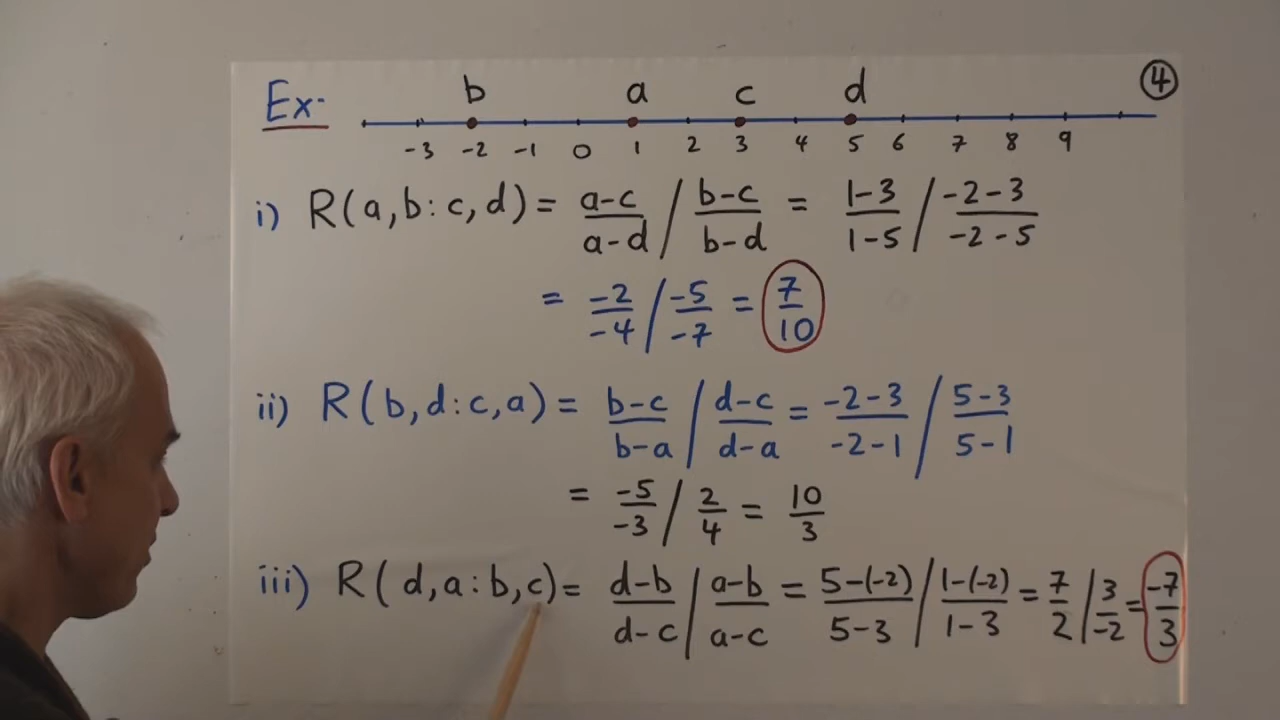 Ex. b a c d ④
-3 -2 -1 0 1 2 3 4 5 6 7 8 9
i) R(a,b:c,d) = a-c/a-d / b-c/b-d = 1-3/1-5 / -2-3/-2-5
= -2/-4 / -5/-7 = 7/10
ii) R(b,d:c,a) = b-c/b-a / d-c/d-a = -2-3/-2-1 / 5-3/5-1
= -5/-3 / 2/4 = 10/3
iii) R(d,a:b,c) = d-b/d-c / a-b/a-c = 5-(-2)/5-3 / 1-(-2)/1-3 = 7/2 / 3/-2 = -7/3